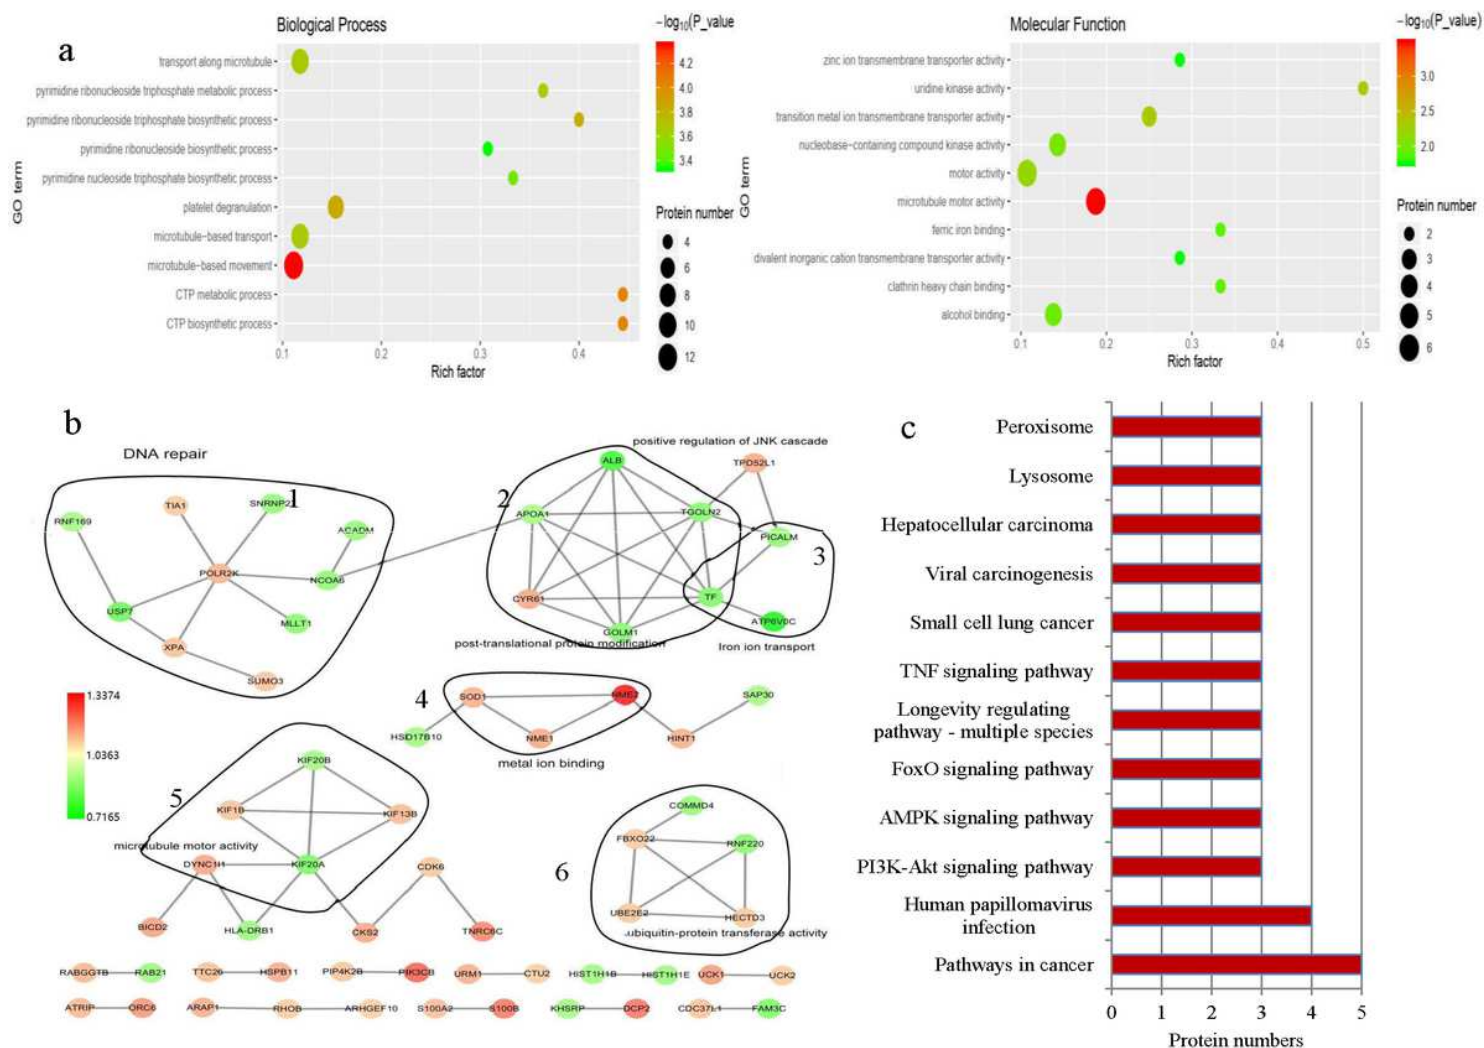 a
Biological Process
GO term
transport along microtubule
pyrimidine ribonucleoside triphosphate metabolic process
pyrimidine ribonucleoside triphosphate biosynthetic process
pyrimidine ribonucleoside biosynthetic process
pyrimidine nucleoside triphosphate biosynthetic process
platelet degranulation
microtubule-based transport
microtubule-based movement
CTP metabolic process
CTP biosynthetic process
0.1 0.2 0.3 0.4
Rich factor
-log₁₀(P_value
4.2
4.0
3.8
3.6
3.4
Protein number
4
6
8
10
12
Molecular Function
GO term
zinc ion transmembrane transporter activity
uridine kinase activity
transition metal ion transmembrane transporter activity
nucleobase-containing compound kinase activity
motor activity
microtubule motor activity
ferric iron binding
divalent inorganic cation transmembrane transporter activity
clathrin heavy chain binding
alcohol binding
0.1 0.2 0.3 0.4 0.5
Rich factor
-log₁₀(P_value)
3.0
2.5
2.0
Protein number
2
3
4
5
6
b
DNA repair
1
RNF169
TIA1
SNRNP2
ACADM
POLR2K
NCOA6
USP7
MLLT1
XPA
SUMO3
positive regulation of JNK cascade
2
ALB
TPD52L1
APOA1
TGOLN2
PICALM
3
CYR61
TF
GOLM1
ATP6V0C
post-translational protein modification
Iron ion transport
4
SOD1
NME2
SAP30
HSD17B10
NME1
HINT1
metal ion binding
1.3374
1.0363
0.7165
5
KIF20B
KIF1B
KIF13B
microtubule motor activity
DYNC1I1
KIF20A
CDK6
BICD2
HLA-DRB1
CKS2
TNRC6C
6
COMMD4
FBXO22
RNF220
UBE2E2
HECTD3
ubiquitin-protein transferase activity
RABGGTB RAB21 TTC26 HSPB11 PIP4K2B PIK3CB URM1 CTU2 HIST1H1B HIST1H1E UCK1 UCK2
ATRIP ORC6 ARAP1 RHOB ARHGEF10 S100A2 S100B KHSRP DCP2 CDC37L1 FAM3C
c
Peroxisome
Lysosome
Hepatocellular carcinoma
Viral carcinogenesis
Small cell lung cancer
TNF signaling pathway
Longevity regulating
pathway - multiple species
FoxO signaling pathway
AMPK signaling pathway
PI3K-Akt signaling pathway
Human papillomavirus
infection
Pathways in cancer
0 1 2 3 4 5
Protein numbers